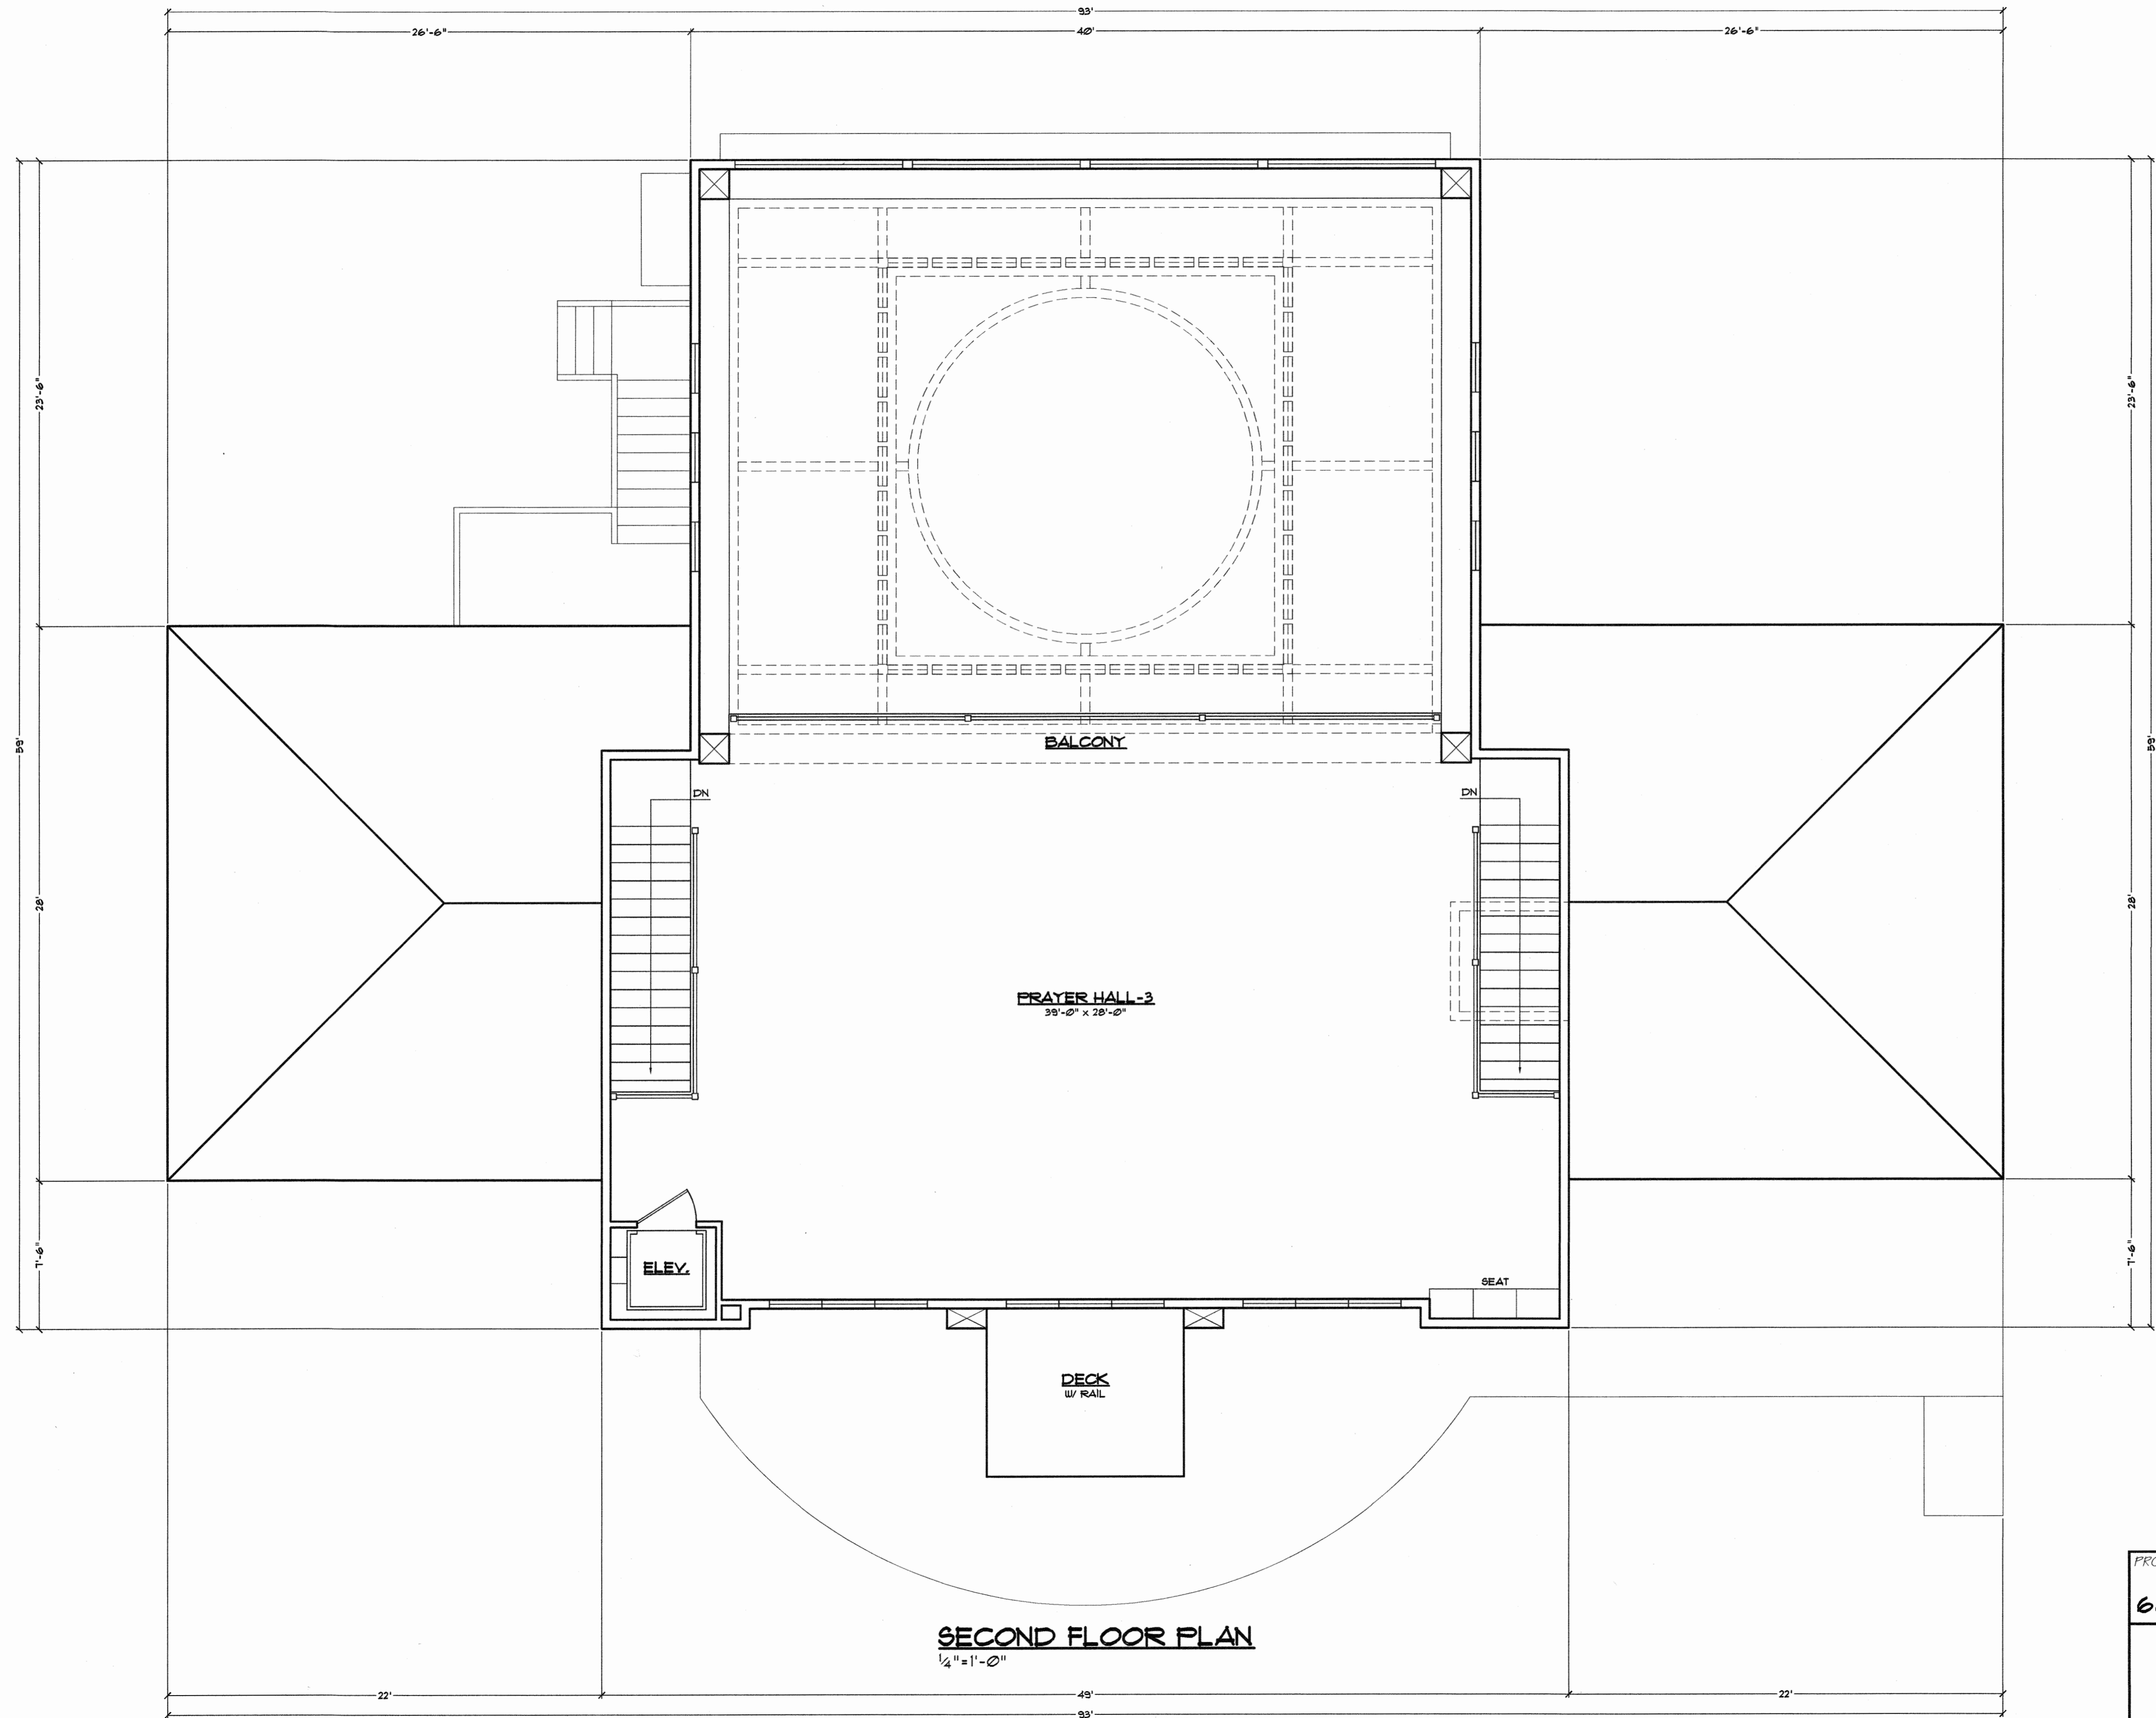 93'
26'-6"
40'
26'-6"
23'-6"
23'-6"
59'
59'
BALCONY
DN
DN
28'
28'
PRAYER HALL-3
39'-0" x 28'-0"
7'-6"
7'-6"
ELEV.
SEAT
DECK
W/ RAIL
SECOND FLOOR PLAN
1/4"=1'-0"
22'
49'
22'
93'